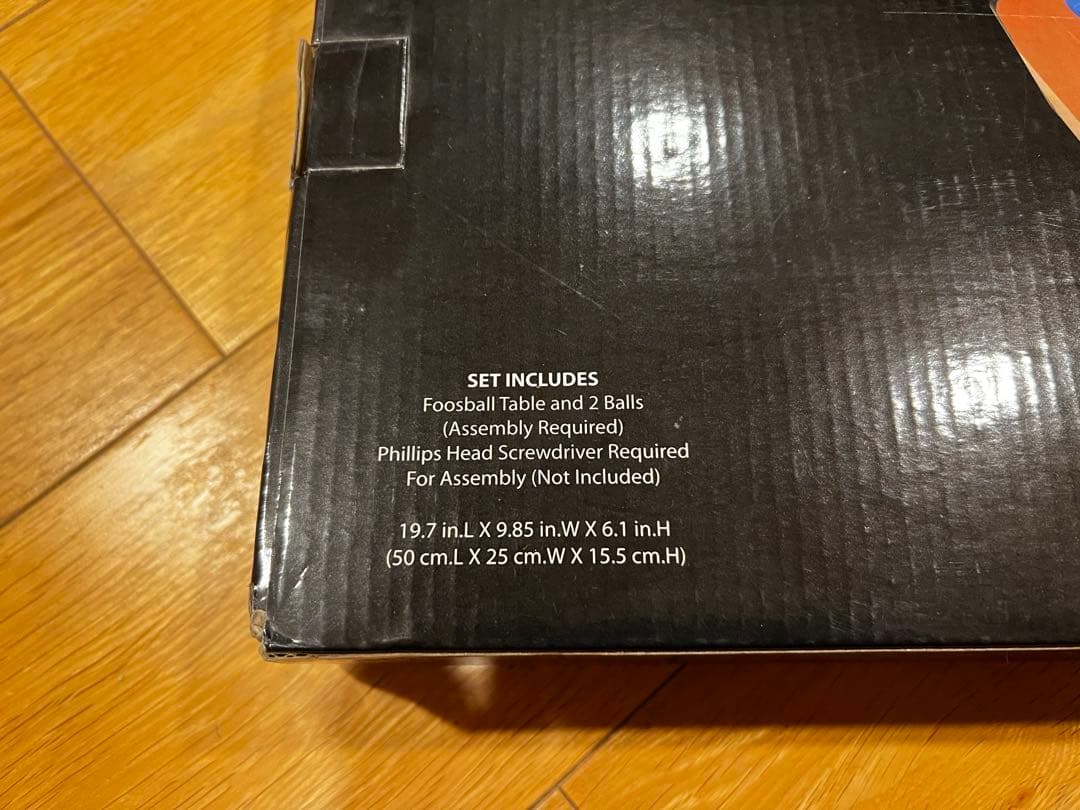 SET INCLUDES
Foosball Table and 2 Balls
(Assembly Required)
Phillips Head Screwdriver Required
For Assembly (Not Included)
19.7 in.L X 9.85 in.W X 6.1 in.H
(50 cm.L X 25 cm.W X 15.5 cm.H)